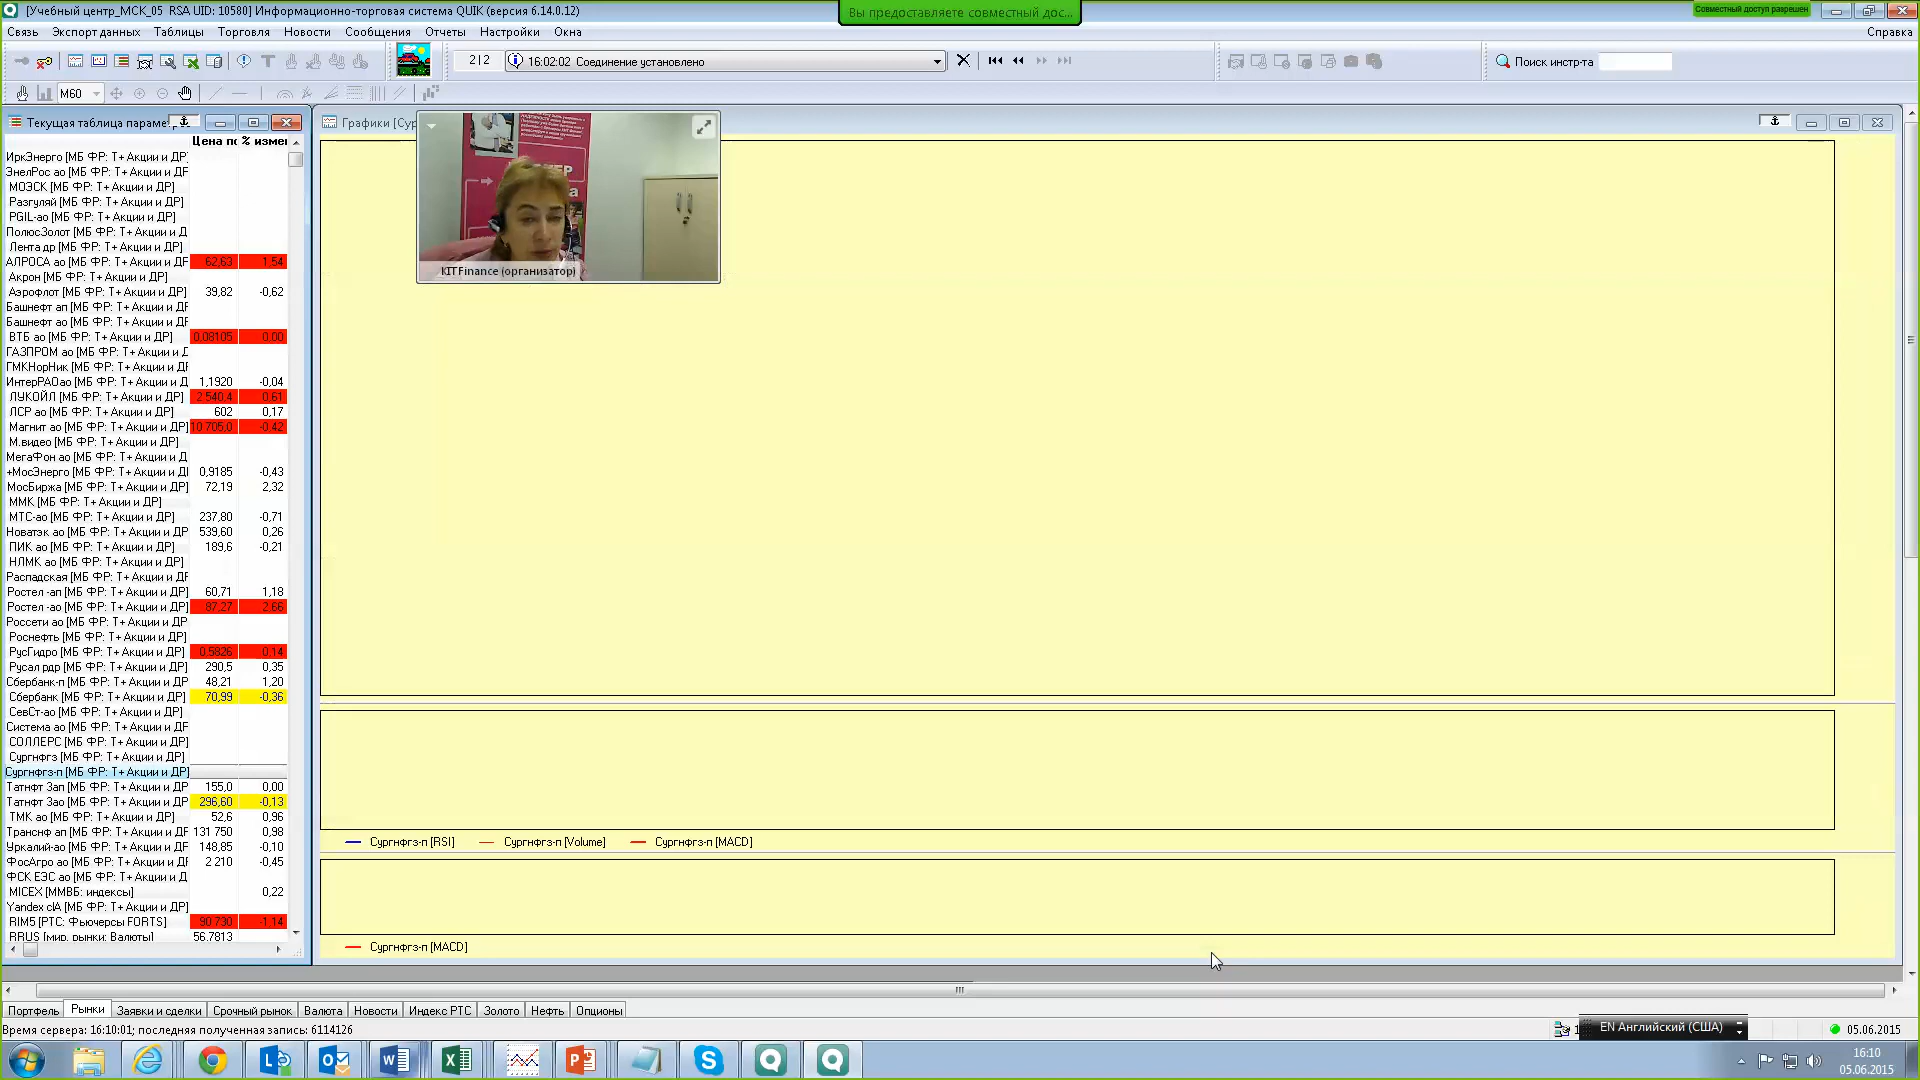 [Учебный центр_МСК_05 RSA UID: 10580] Информационно-торговая система QUIK (версия 6.14.0.12)
Вы предоставляете совместный дос...
Совместный доступ разрешен
Связь Экспорт данных Таблицы Торговля Новости Сообщения Отчеты Настройки Окна Справка
2|2 16:02:02 Соединение установлено
Поиск инстр-та
M60
Текущая таблица параме
Графики [Сур
Цена по % измен
ИркЭнерго [МБ ФР: Т+ Акции и ДР]
ЭнелРос ао [МБ ФР: Т+ Акции и ДР
МОЭСК [МБ ФР: Т+ Акции и ДР]
Разгуляй [МБ ФР: Т+ Акции и ДР]
PGIL-ао [МБ ФР: Т+ Акции и ДР]
ПолюсЗолот [МБ ФР: Т+ Акции и Д
Лента др [МБ ФР: Т+ Акции и ДР]
АЛРОСА ао [МБ ФР: Т+ Акции и ДР] 62,63 1,54
Акрон [МБ ФР: Т+ Акции и ДР]
Аэрофлот [МБ ФР: Т+ Акции и ДР] 39,82 -0,62
Башнефт ап [МБ ФР: Т+ Акции и ДР
Башнефт ао [МБ ФР: Т+ Акции и ДР
ВТБ ао [МБ ФР: Т+ Акции и ДР] 0,08105 0,00
ГАЗПРОМ ао [МБ ФР: Т+ Акции и Д
ГМКНорНик [МБ ФР: Т+ Акции и ДР]
ИнтерРАОао [МБ ФР: Т+ Акции и Д 1,1920 -0,04
ЛУКОЙЛ [МБ ФР: Т+ Акции и ДР] 2 540,4 0,61
ЛСР ао [МБ ФР: Т+ Акции и ДР] 602 0,17
Магнит ао [МБ ФР: Т+ Акции и ДР] 10 705,0 -0,42
М.видео [МБ ФР: Т+ Акции и ДР]
МегаФон ао [МБ ФР: Т+ Акции и Д
+МосЭнерго [МБ ФР: Т+ Акции и Д 0,9185 -0,43
МосБиржа [МБ ФР: Т+ Акции и ДР] 72,19 2,32
ММК [МБ ФР: Т+ Акции и ДР]
МТС-ао [МБ ФР: Т+ Акции и ДР] 237,80 -0,71
Новатэк ао [МБ ФР: Т+ Акции и ДР 539,60 0,26
ПИК ао [МБ ФР: Т+ Акции и ДР] 189,6 -0,21
НЛМК ао [МБ ФР: Т+ Акции и ДР]
Распадская [МБ ФР: Т+ Акции и ДР
Ростел -ап [МБ ФР: Т+ Акции и ДР] 60,71 1,18
Ростел -ао [МБ ФР: Т+ Акции и ДР] 87,27 2,66
Россети ао [МБ ФР: Т+ Акции и ДР]
Роснефть [МБ ФР: Т+ Акции и ДР]
РусГидро [МБ ФР: Т+ Акции и ДР] 0,5826 0,14
Русал рдр [МБ ФР: Т+ Акции и ДР] 290,5 0,35
Сбербанк-п [МБ ФР: Т+ Акции и ДР] 48,21 1,20
Сбербанк [МБ ФР: Т+ Акции и ДР] 70,99 -0,36
СевСт-ао [МБ ФР: Т+ Акции и ДР]
Система ао [МБ ФР: Т+ Акции и ДР
СОЛЛЕРС [МБ ФР: Т+ Акции и ДР]
Сургнфгз [МБ ФР: Т+ Акции и ДР]
Сургнфгз-п [МБ ФР: Т+ Акции и ДР]
Татнфт 3ап [МБ ФР: Т+ Акции и ДР 155,0 0,00
Татнфт 3ао [МБ ФР: Т+ Акции и ДР 296,60 -0,13
ТМК ао [МБ ФР: Т+ Акции и ДР] 52,6 0,96
Транснф ап [МБ ФР: Т+ Акции и ДР 131 750 0,98
Уркалий-ао [МБ ФР: Т+ Акции и ДР 148,85 -0,10
ФосАгро ао [МБ ФР: Т+ Акции и ДР 2 210 -0,45
ФСК ЕЭС ао [МБ ФР: Т+ Акции и ДР
MICEX [ММВБ: индексы] 0,22
Yandex clA [МБ ФР: Т+ Акции и ДР]
RIM5 [РТС: Фьючерсы FORTS] 90 730 -1,14
RRUS [мир. рынки: Валюты] 56,7813
KITFinance (организатор)
Сургнфгз-п [RSI] Сургнфгз-п [Volume] Сургнфгз-п [MACD]
Сургнфгз-п [MACD]
Портфель Рынки Заявки и сделки Срочный рынок Валюта Новости Индекс РТС Золото Нефть Опционы
Время сервера: 16:10:01; последняя полученная запись: 6114126
EN Английский (США)
05.06.2015
16:10
05.06.2015